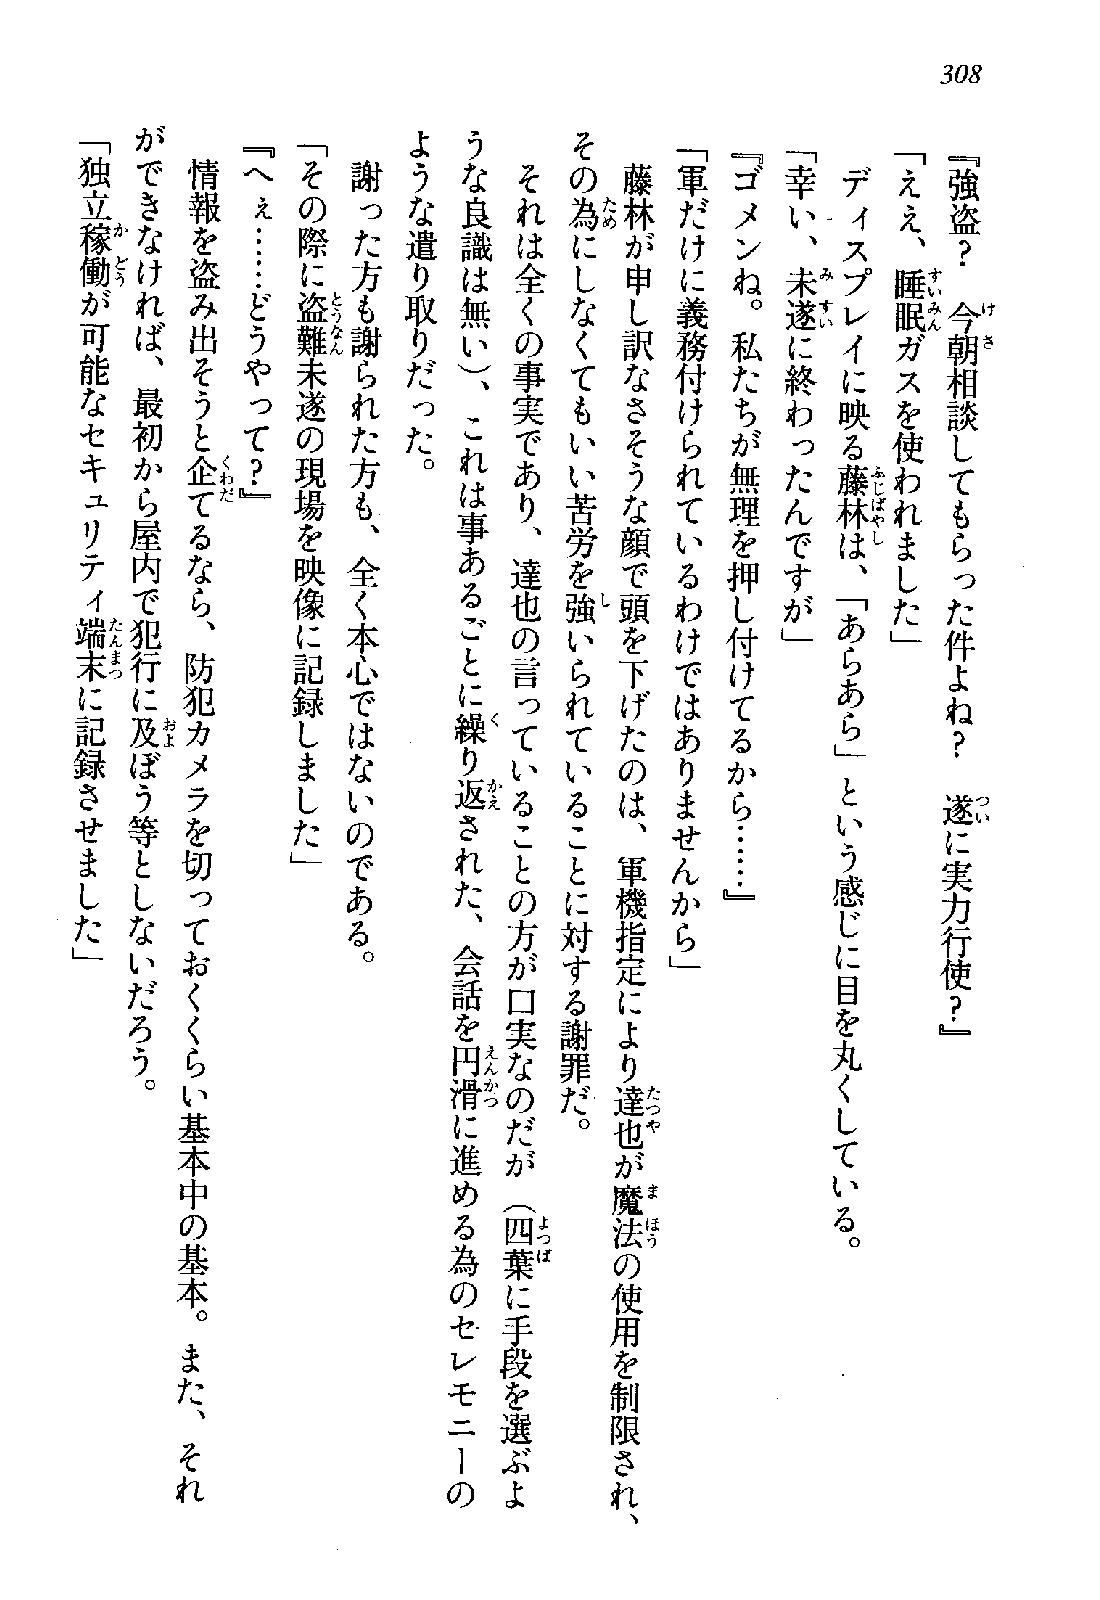 308
『強盗？　今朝相談してもらった件よね？　遂に実力行使？』
「ええ、睡眠ガスを使われました」
ディスプレイに映る藤林は、「あらあら」という感じに目を丸くしている。
「幸い、未遂に終わったんですが」
『ゴメンね。私たちが無理を押し付けてるから……』
「軍だけに義務付けられているわけではありませんから」
藤林が申し訳なさそうな顔で頭を下げたのは、軍機指定により達也が魔法の使用を制限され、
その為にしなくてもいい苦労を強いられていることに対する謝罪だ。
それは全くの事実であり、達也の言っていることの方が口実なのだが（四葉に手段を選ぶよ
うな良識は無い）、これは事あるごとに繰り返された、会話を円滑に進める為のセレモニーの
ような遣り取りだった。
謝った方も謝られた方も、全く本心ではないのである。
「その際に盗難未遂の現場を映像に記録しました」
『へぇ……どうやって？』
情報を盗み出そうと企てるなら、防犯カメラを切っておくくらい基本中の基本。また、それ
ができなければ、最初から屋内で犯行に及ぼう等としないだろう。
「独立稼働が可能なセキュリティ端末に記録させました」